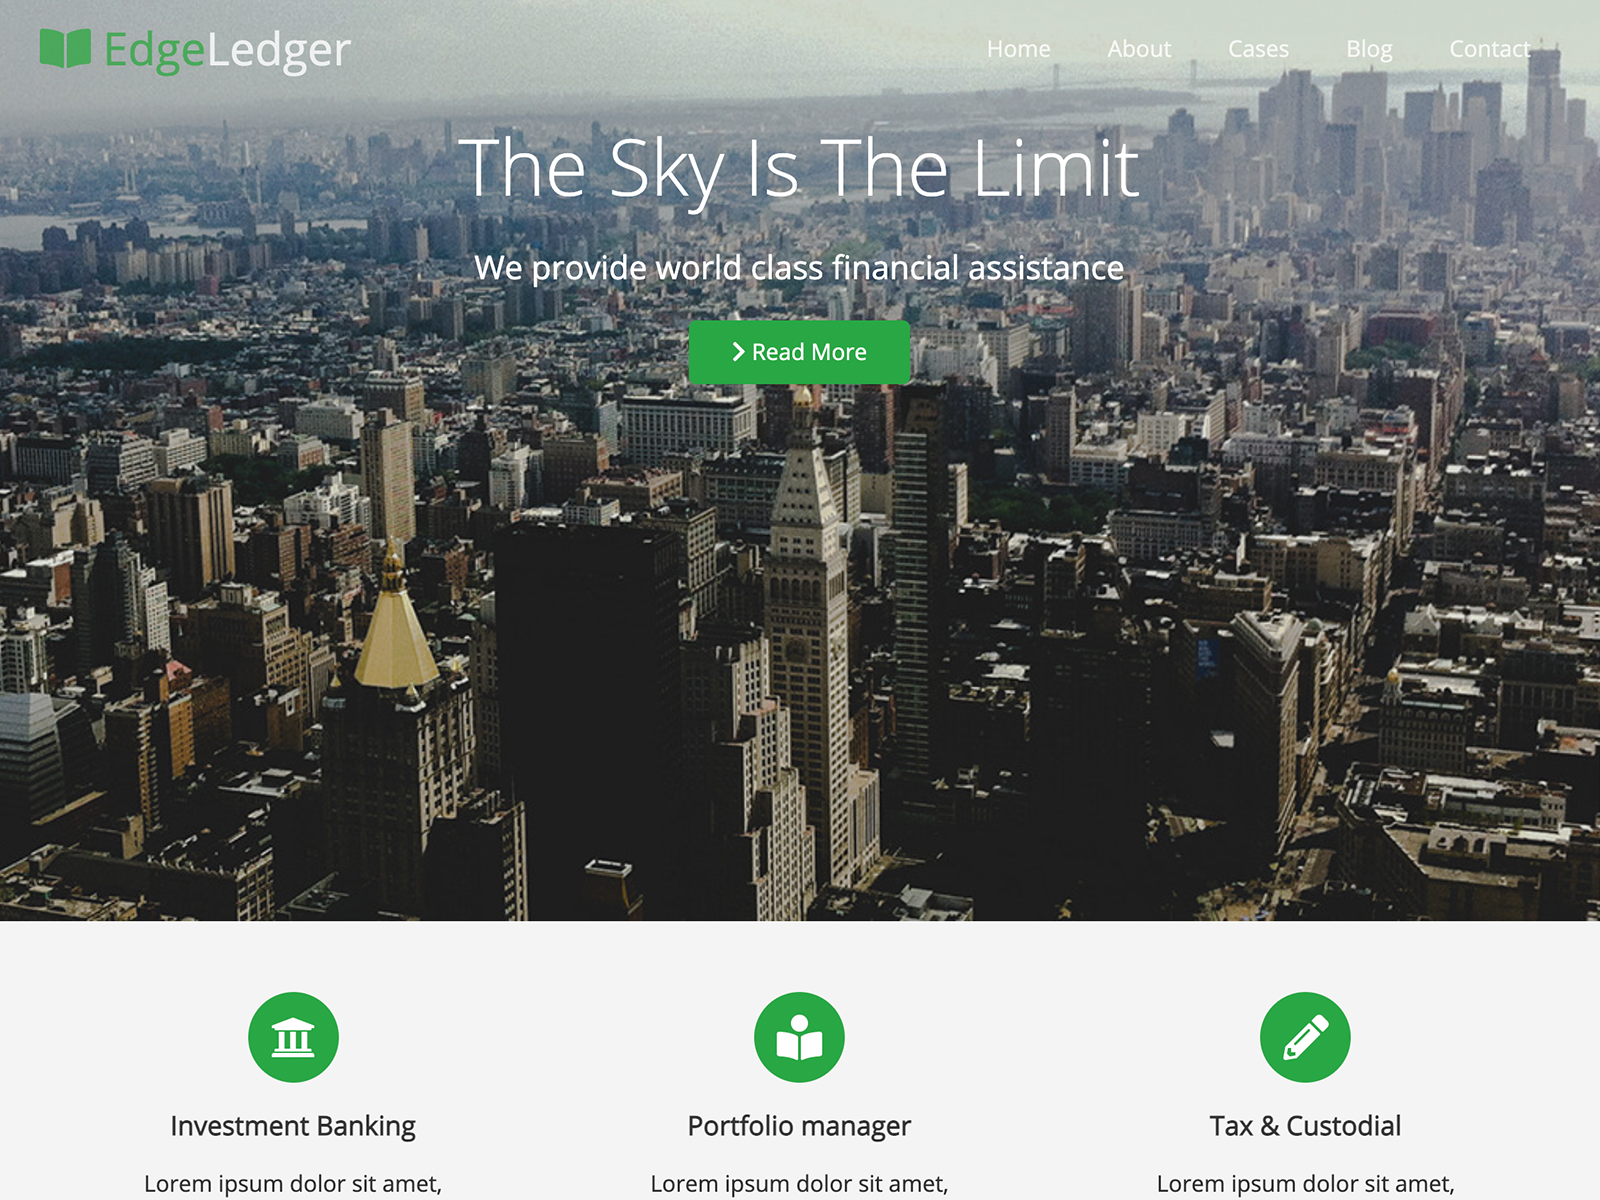 EdgeLedger
Home About Cases Blog Contact
The Sky Is The Limit
We provide world class financial assistance
Read More
Investment Banking
Portfolio manager
Tax & Custodial
Lorem ipsum dolor sit amet,
Lorem ipsum dolor sit amet,
Lorem ipsum dolor sit amet,